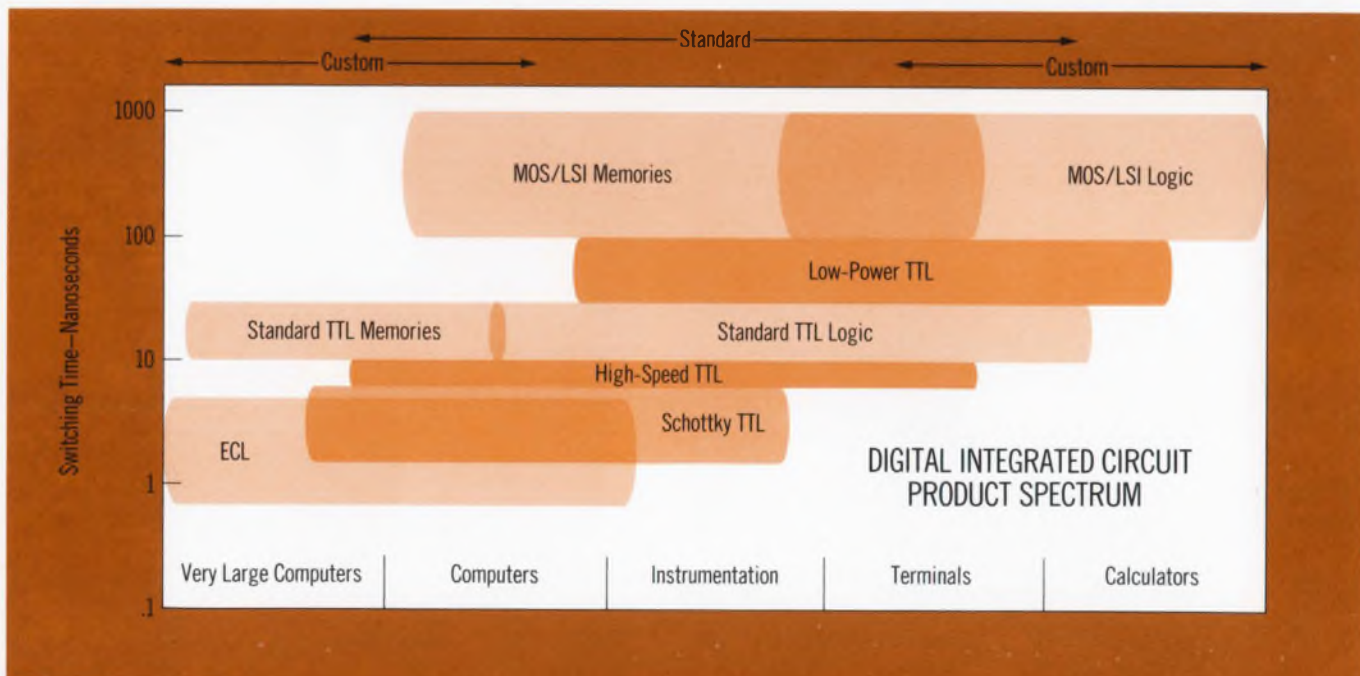 Standard
Custom
Custom
1000
100
10
1
.1
Switching Time—Nanoseconds
MOS/LSI Memories
MOS/LSI Logic
Low-Power TTL
Standard TTL Memories
Standard TTL Logic
High-Speed TTL
Schottky TTL
ECL
DIGITAL INTEGRATED CIRCUIT
PRODUCT SPECTRUM
Very Large Computers
Computers
Instrumentation
Terminals
Calculators